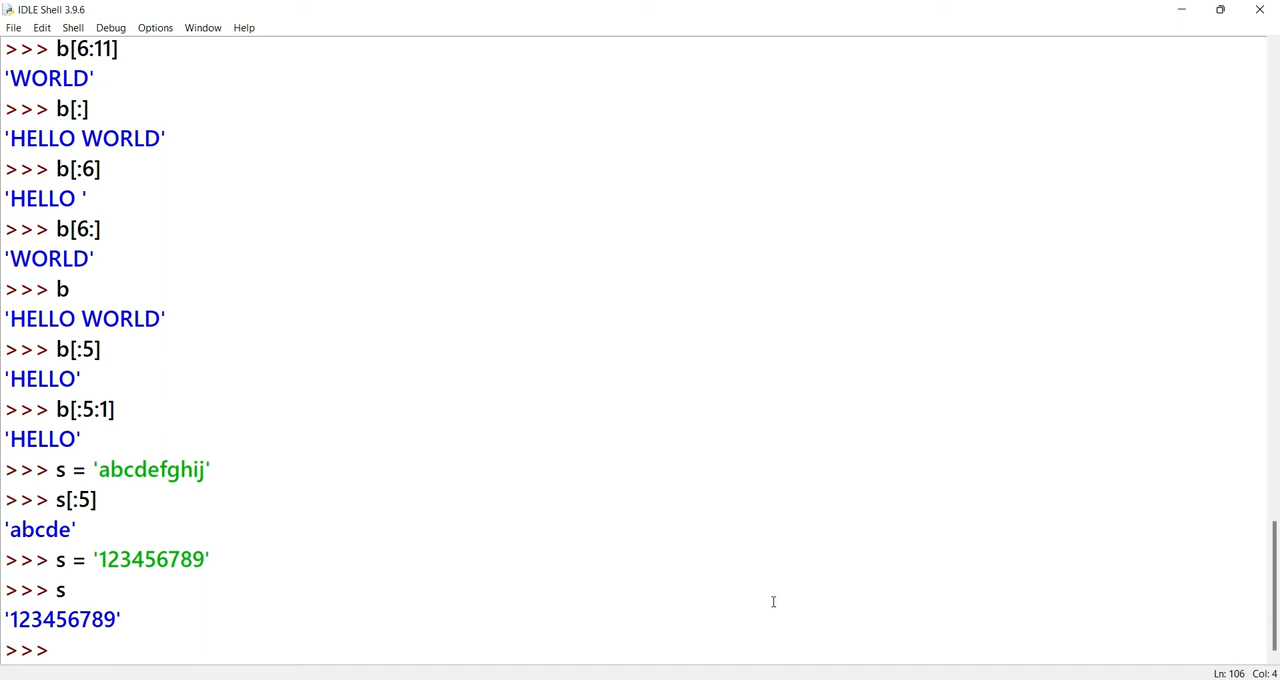 IDLE Shell 3.9.6
File Edit Shell Debug Options Window Help
>>> b[6:11]
'WORLD'
>>> b[:]
'HELLO WORLD'
>>> b[:6]
'HELLO '
>>> b[6:]
'WORLD'
>>> b
'HELLO WORLD'
>>> b[:5]
'HELLO'
>>> b[:5:1]
'HELLO'
>>> s = 'abcdefghij'
>>> s[:5]
'abcde'
>>> s = '123456789'
>>> s
'123456789'
>>>
Ln: 106 Col: 4